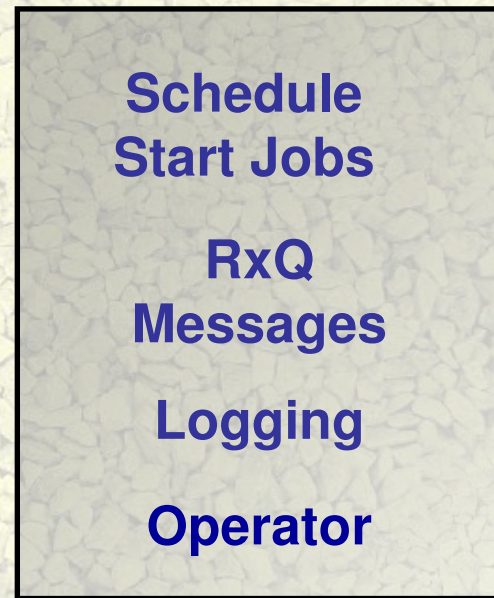 Schedule
Start Jobs
RxQ
Messages
Logging
Operator